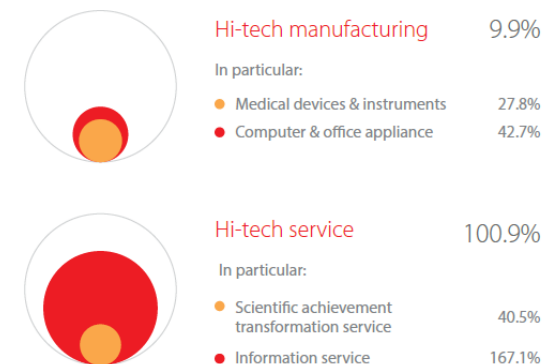 Hi-tech manufacturing 9.9%
In particular:
Medical devices & instruments 27.8%
Computer & office appliance 42.7%
Hi-tech service 100.9%
In particular:
Scientific achievement
transformation service 40.5%
Information service 167.1%